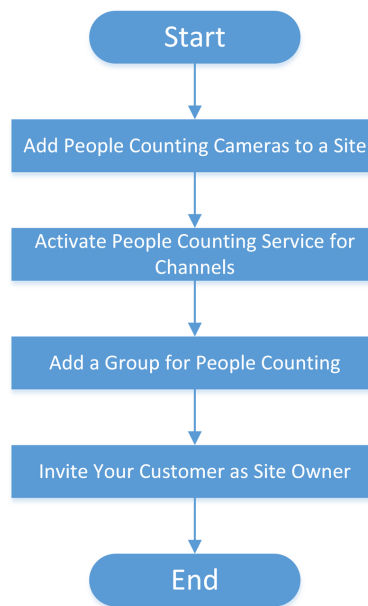 Start
Add People Counting Cameras to a Site
Activate People Counting Service for
Channels
Add a Group for People Counting
Invite Your Customer as Site Owner
End